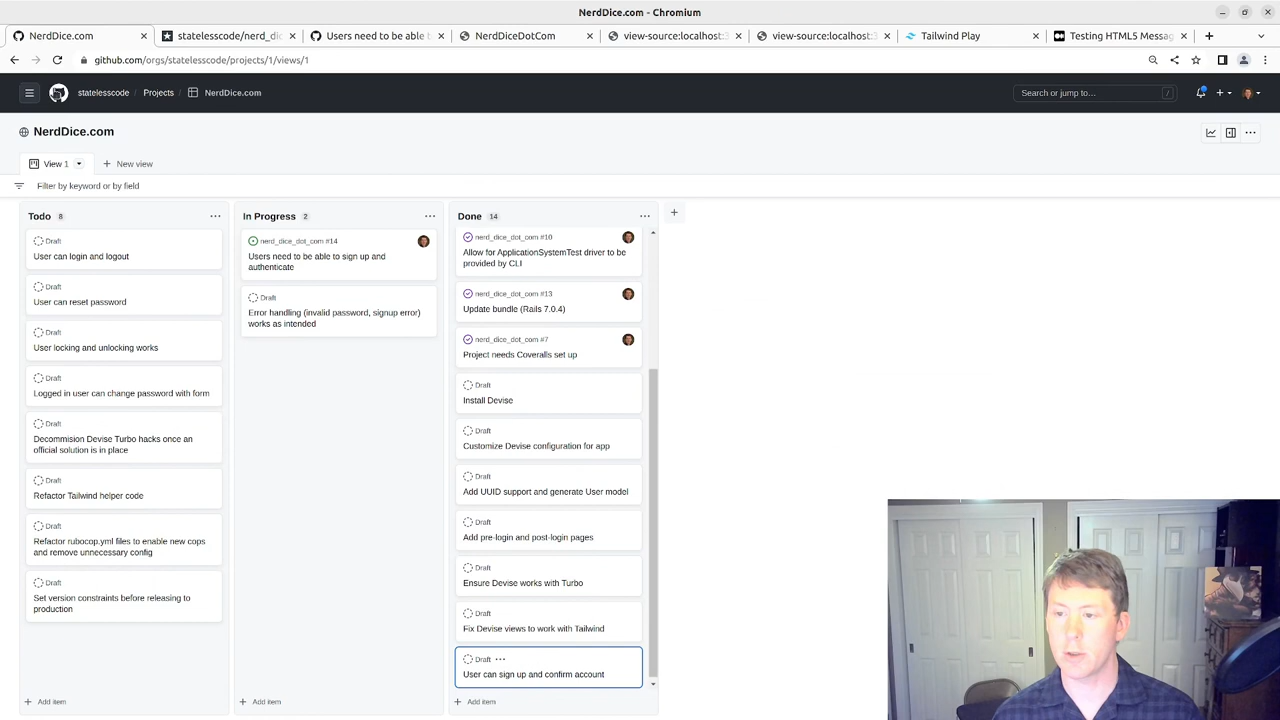 NerdDice.com - Chromium
NerdDice.com
statelesscode/nerd_dic
Users need to be able t
NerdDiceDotCom
view-source:localhost:3
view-source:localhost:3
Tailwind Play
Testing HTML5 Messag
github.com/orgs/statelesscode/projects/1/views/1
statelesscode
Projects
NerdDice.com
Search or jump to…
/
NerdDice.com
View 1
New view
Filter by keyword or by field
Todo 8
Draft
User can login and logout
Draft
User can reset password
Draft
User locking and unlocking works
Draft
Logged in user can change password with form
Draft
Decommision Devise Turbo hacks once an
official solution is in place
Draft
Refactor Tailwind helper code
Draft
Refactor rubocop.yml files to enable new cops
and remove unnecessary config
Draft
Set version constraints before releasing to
production
Add item
In Progress 2
nerd_dice_dot_com #14
Users need to be able to sign up and
authenticate
Draft
Error handling (invalid password, signup error)
works as intended
Add item
Done 14
nerd_dice_dot_com #10
Allow for ApplicationSystemTest driver to be
provided by CLI
nerd_dice_dot_com #13
Update bundle (Rails 7.0.4)
nerd_dice_dot_com #7
Project needs Coveralls set up
Draft
Install Devise
Draft
Customize Devise configuration for app
Draft
Add UUID support and generate User model
Draft
Add pre-login and post-login pages
Draft
Ensure Devise works with Turbo
Draft
Fix Devise views to work with Tailwind
Draft
User can sign up and confirm account
Add item